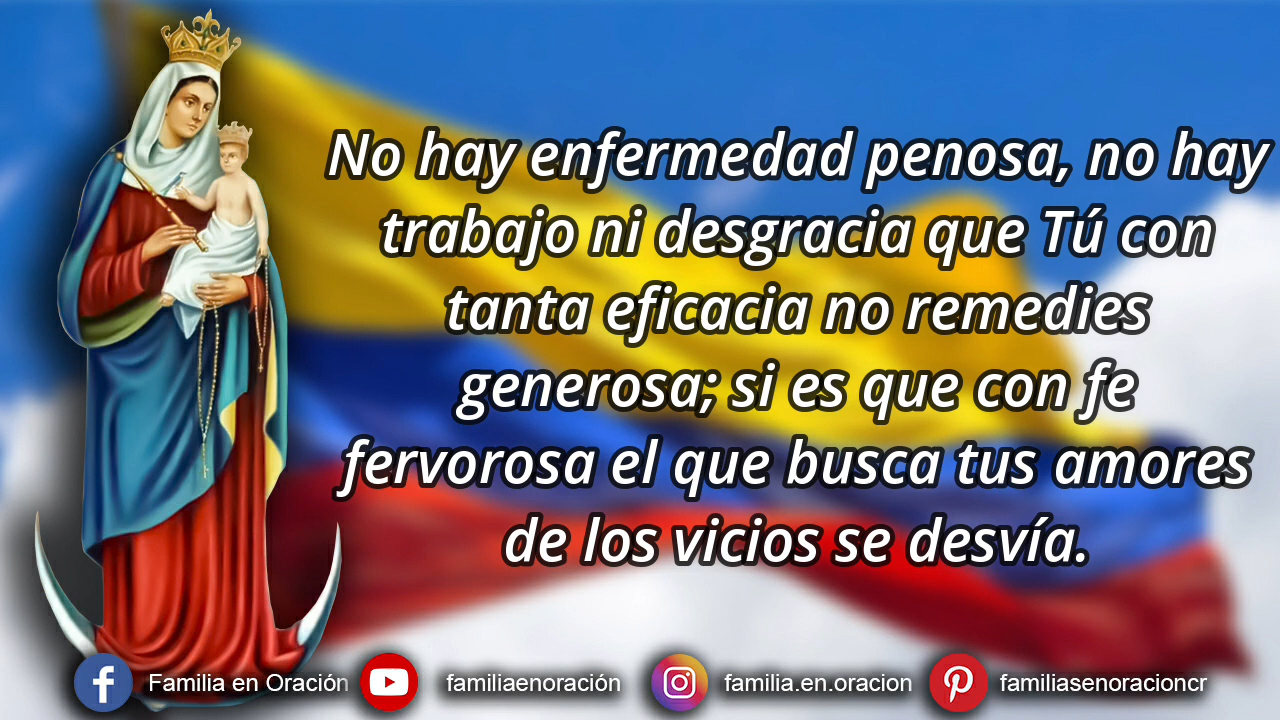 No hay enfermedad penosa, no hay
trabajo ni desgracia que Tú con
tanta eficacia no remedies
generosa; si es que con fe
fervorosa el que busca tus amores
de los vicios se desvía.
Familia en Oración
familiaenoración
familia.en.oracion
familiasenoracioncr